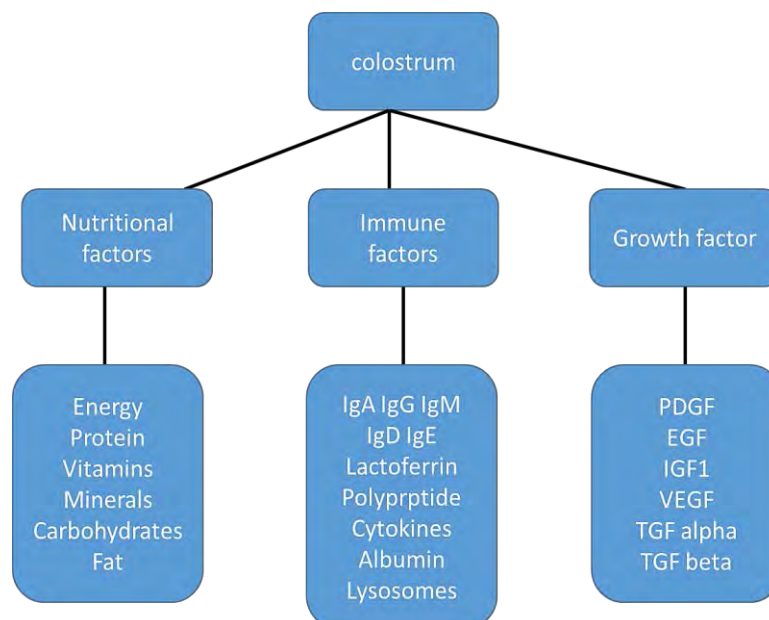 colostrum
Nutritional
factors
Immune
factors
Growth factor
Energy
Protein
Vitamins
Minerals
Carbohydrates
Fat
IgA IgG IgM
IgD IgE
Lactoferrin
Polyprptide
Cytokines
Albumin
Lysosomes
PDGF
EGF
IGF1
VEGF
TGF alpha
TGF beta